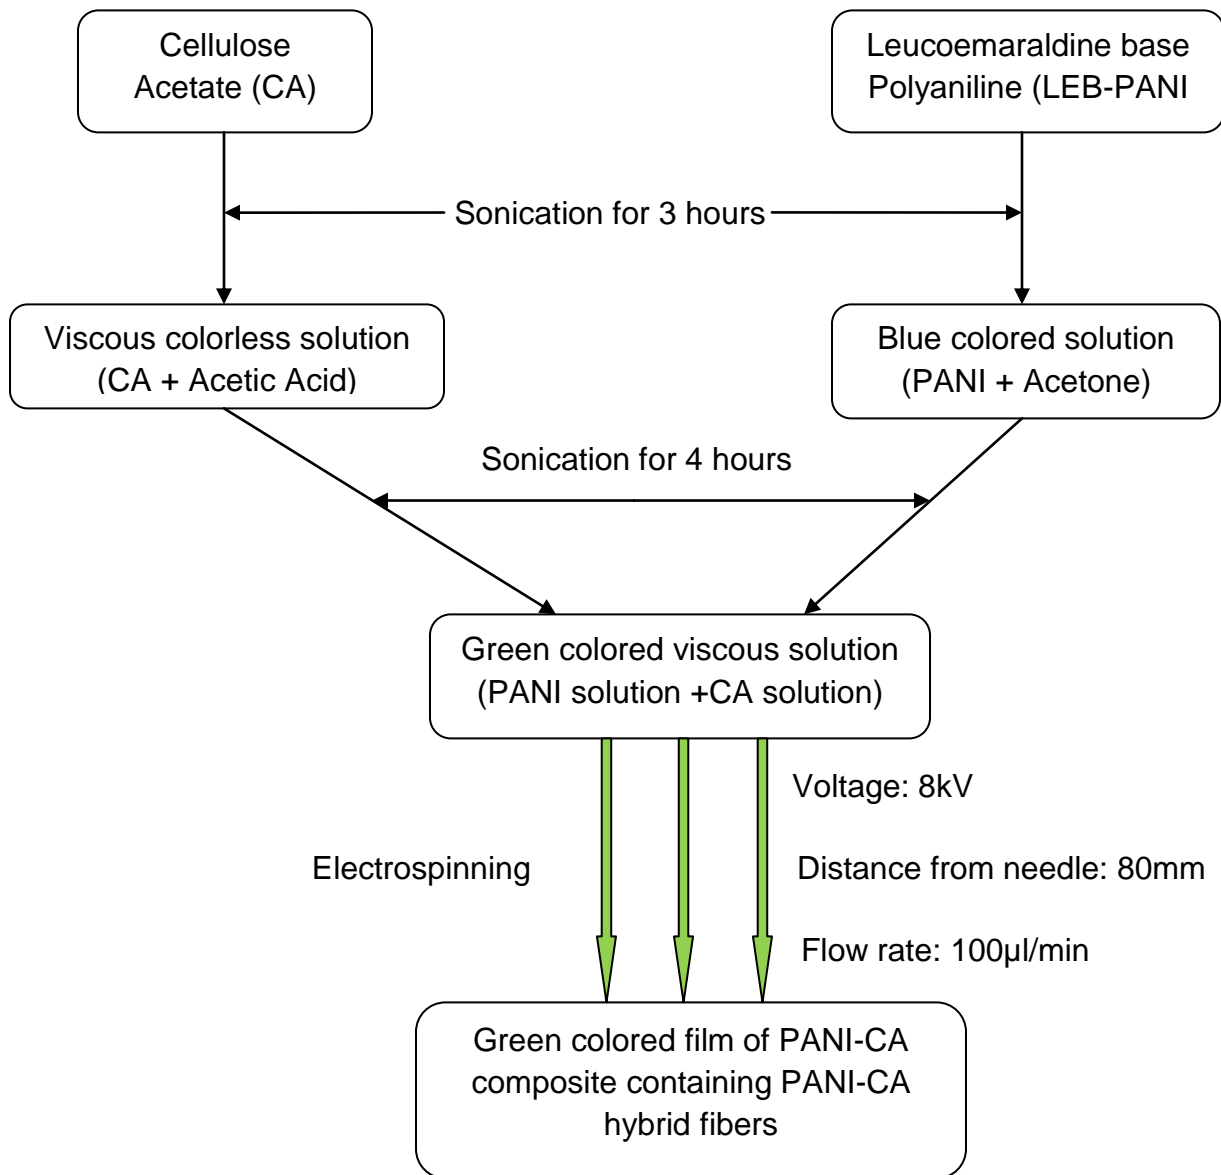 Cellulose
Acetate (CA)
Leucoemaraldine base
Polyaniline (LEB-PANI
Sonication for 3 hours
Viscous colorless solution
(CA + Acetic Acid)
Blue colored solution
(PANI + Acetone)
Sonication for 4 hours
Green colored viscous solution
(PANI solution +CA solution)
Voltage: 8kV
Electrospinning
Distance from needle: 80mm
Flow rate: 100µl/min
Green colored film of PANI-CA
composite containing PANI-CA
hybrid fibers